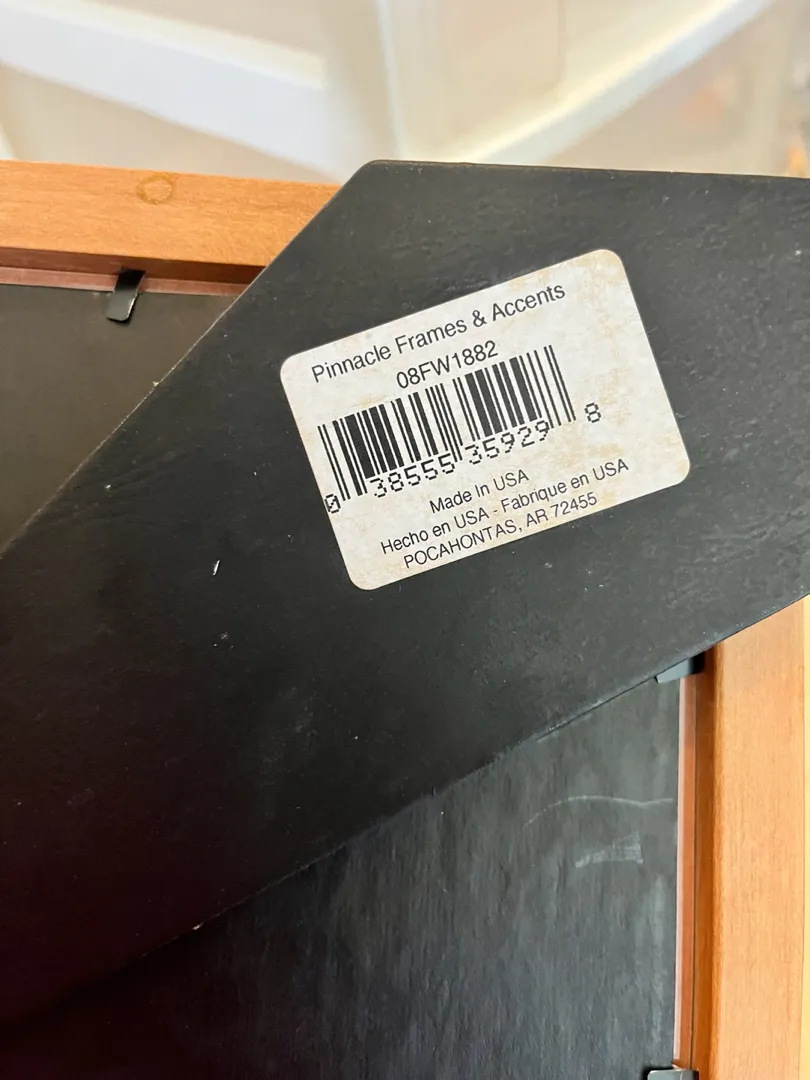 Pinnacle Frames & Accents
08FW1882
0 38555 35929 8
Made In USA
Hecho en USA - Fabrique en USA
POCAHONTAS, AR 72455